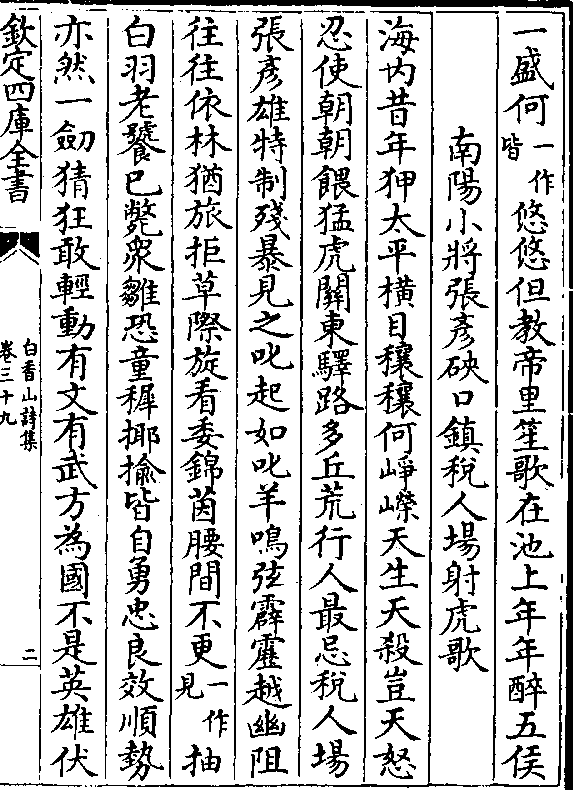 一盛何一作皆悠悠但教帝里笙歌在池上年年醉五侯
南陽小將張彥硤口鎮稅人場射虎歌
海内昔年狎太平横目穰穰何崢嶸天生天殺豈天怒
忍使朝朝餵猛虎關東驛路多丘荒行人最忌稅人場
張彥雄特制殘暴見之叱起如叱羊鳴弦霹靂越幽阻
往往依林猶旅拒草際旋看委錦茵腰間不更一作見抽
白羽老饕已斃衆雛恐童穉揶揄皆自勇忠良效順勢
亦然一劒猜狂敢輕動有文有武方為國不是英雄伏
欽定四庫全書
白香山詩集
卷三十九
二